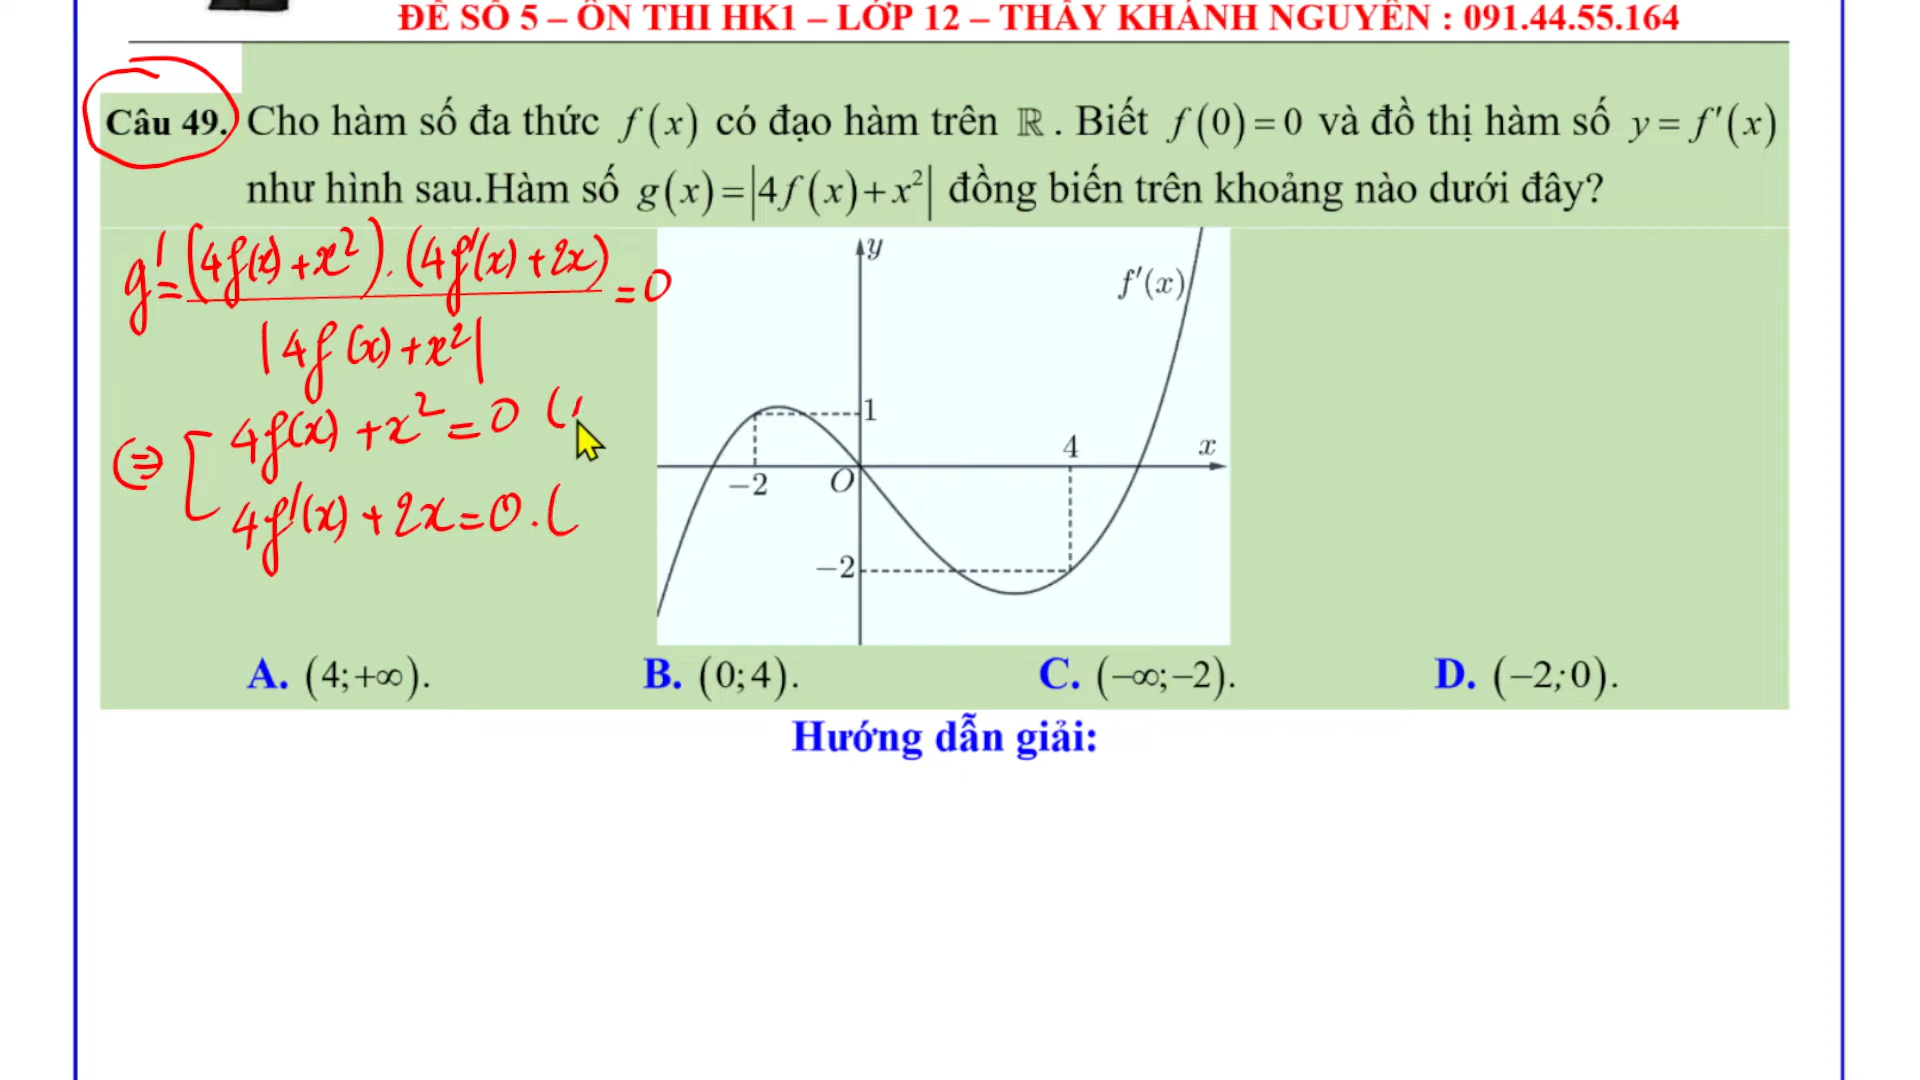 ĐỀ SỐ 5 – ÔN THI HK1 – LỚP 12 – THẦY KHÁNH NGUYÊN : 091.44.55.164
Câu 49. Cho hàm số đa thức f(x) có đạo hàm trên ℝ . Biết f(0)=0 và đồ thị hàm số y=f'(x)
như hình sau.Hàm số g(x)=|4f(x)+x²| đồng biến trên khoảng nào dưới đây?
g'=(4f(x)+x²).(4f'(x)+2x)
=0
|4f(x)+x²|
⇔ [ 4f(x)+x²=0 (
4f'(x)+2x=0.(
y
f'(x)
1
4
x
−2
O
−2
A. (4;+∞).
B. (0;4).
C. (−∞;−2).
D. (−2;0).
Hướng dẫn giải: